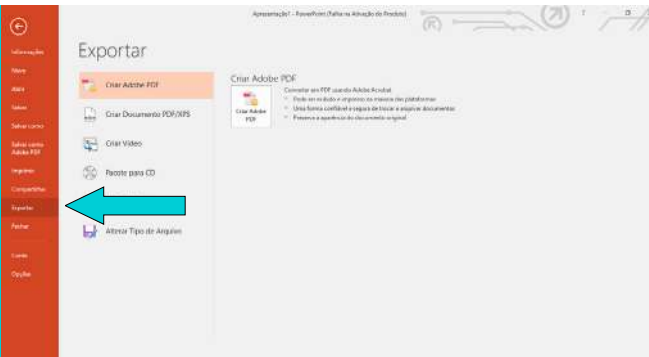 Apresentação1 - PowerPoint (Falha na Ativação do Produto)
?
Informações
Novo
Abrir
Salvar
Salvar como
Salvar como
Adobe PDF
Imprimir
Compartilhar
Exportar
Fechar
Conta
Opções
Exportar
Criar Adobe PDF
Criar Documento PDF/XPS
Criar Vídeo
Pacote para CD
Alterar Tipo de Arquivo
Criar Adobe PDF
Criar Adobe
PDF
Converter em PDF usando Adobe Acrobat
Pode ser exibido e impresso na maioria das plataformas
Uma forma confiável e segura de trocar e arquivar documentos
Preserva a aparência do documento original